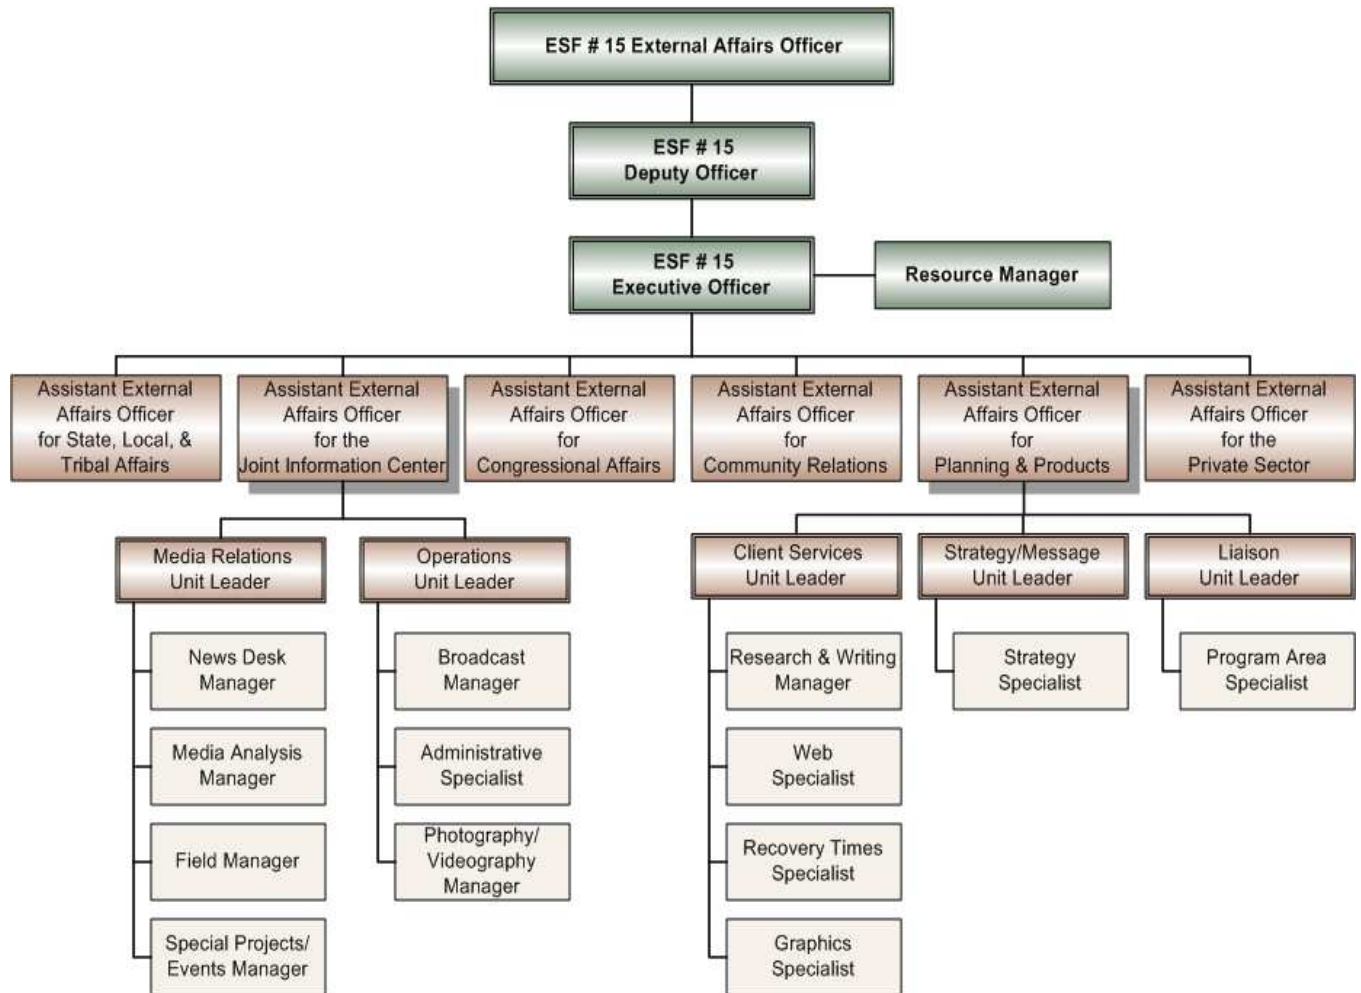 ESF # 15 External Affairs Officer
ESF # 15
Deputy Officer
ESF # 15
Executive Officer
Resource Manager
Assistant External
Affairs Officer
for State, Local, &
Tribal Affairs
Assistant External
Affairs Officer
for the
Joint Information Center
Assistant External
Affairs Officer
for
Congressional Affairs
Assistant External
Affairs Officer
for
Community Relations
Assistant External
Affairs Officer
for
Planning & Products
Assistant External
Affairs Officer
for the
Private Sector
Media Relations
Unit Leader
Operations
Unit Leader
Client Services
Unit Leader
Strategy/Message
Unit Leader
Liaison
Unit Leader
News Desk
Manager
Media Analysis
Manager
Field Manager
Special Projects/
Events Manager
Broadcast
Manager
Administrative
Specialist
Photography/
Videography
Manager
Research & Writing
Manager
Web
Specialist
Recovery Times
Specialist
Graphics
Specialist
Strategy
Specialist
Program Area
Specialist